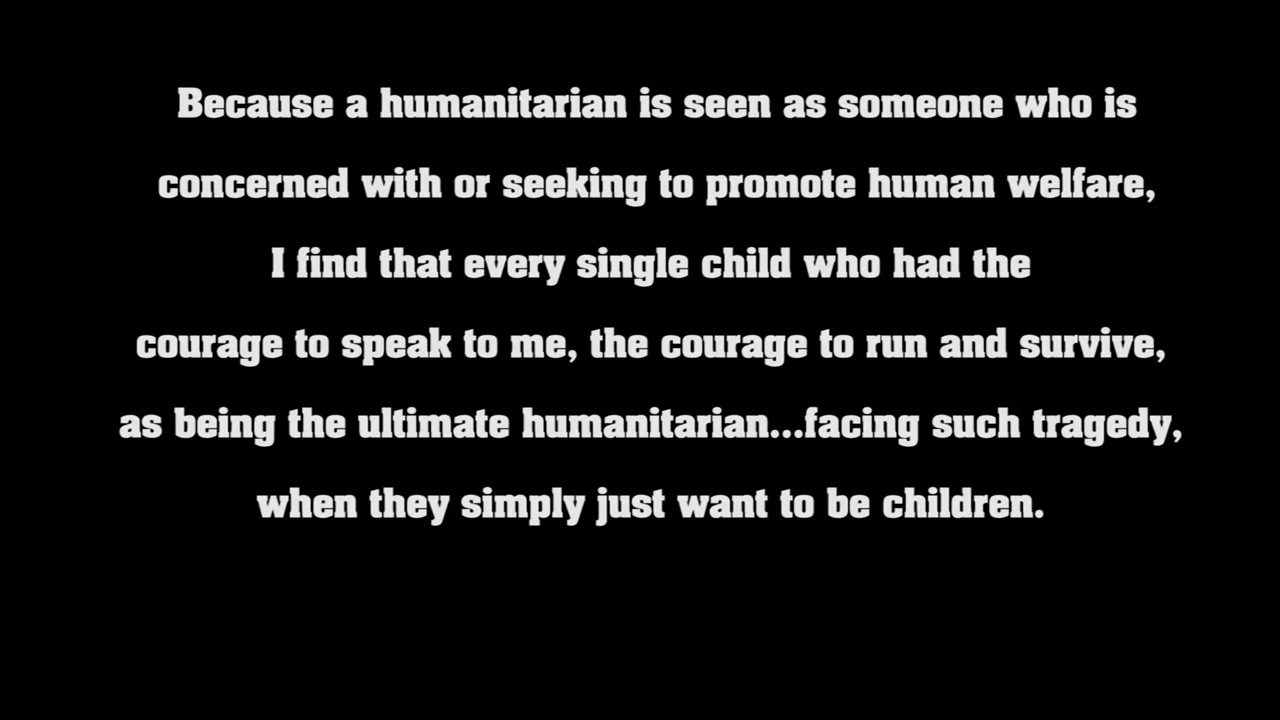 Because a humanitarian is seen as someone who is
concerned with or seeking to promote human welfare,
I find that every single child who had the
courage to speak to me, the courage to run and survive,
as being the ultimate humanitarian...facing such tragedy,
when they simply just want to be children.